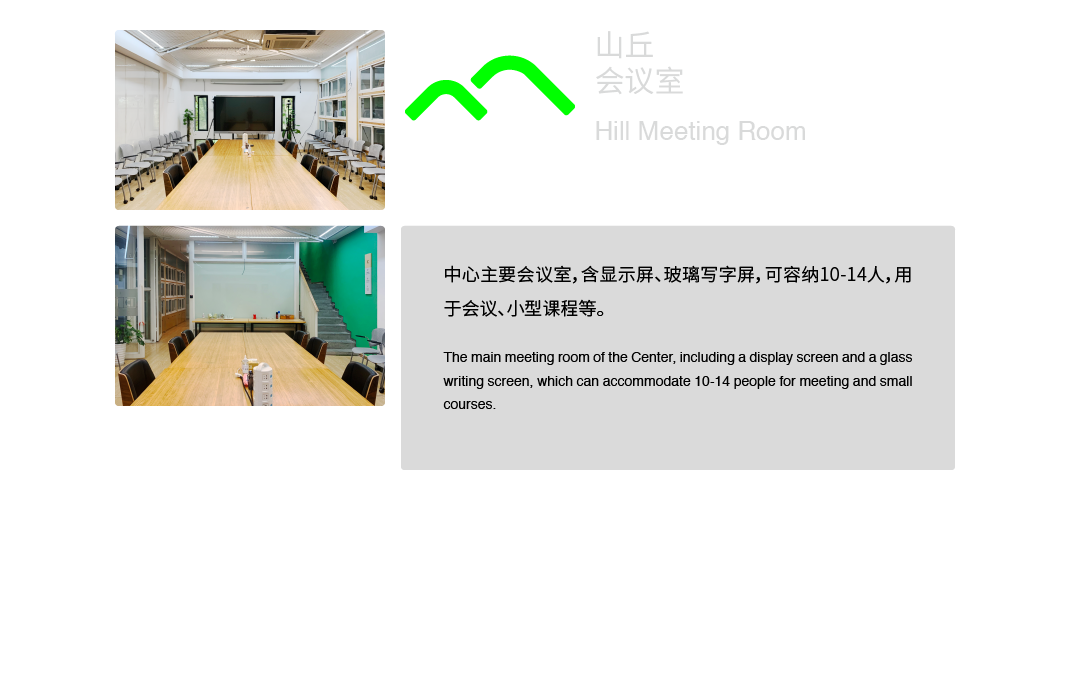 山丘
会议室
Hill Meeting Room
中心主要会议室，含显示屏、玻璃写字屏，可容纳10-14人，用
于会议、小型课程等。
The main meeting room of the Center, including a display screen and a glass
writing screen, which can accommodate 10-14 people for meeting and small
courses.